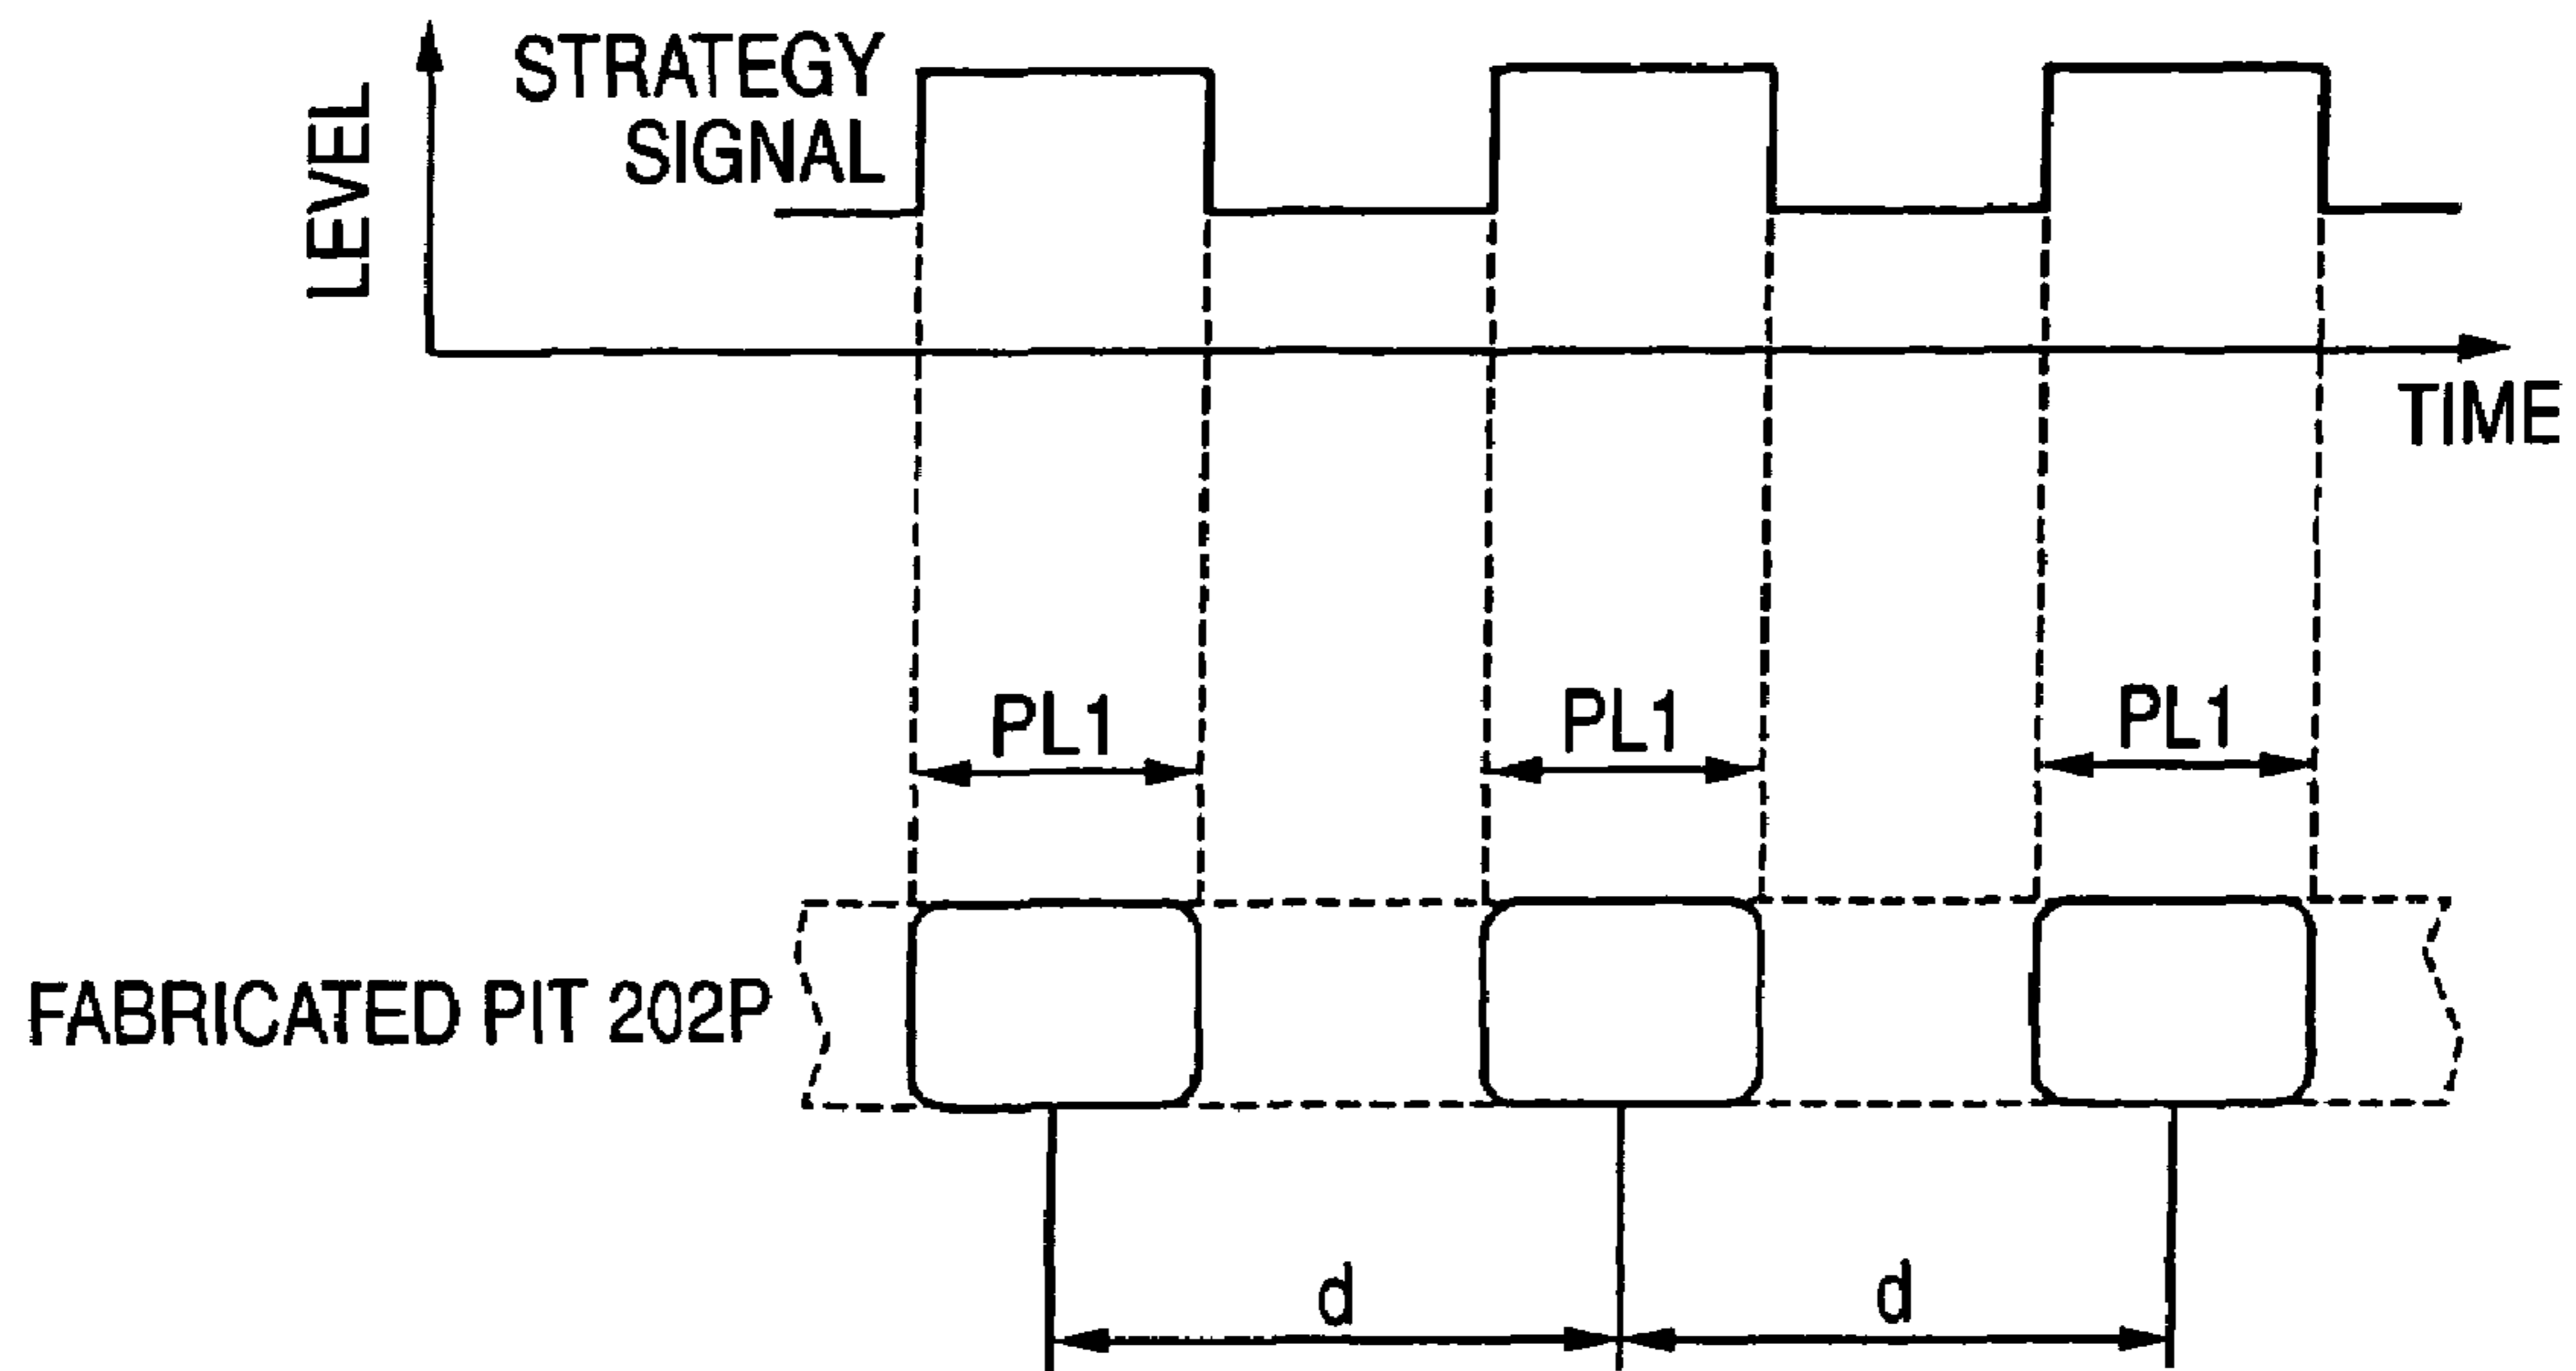 STRATEGY
SIGNAL
LEVEL
TIME
PL1
PL1
PL1
FABRICATED PIT 202P
d
d